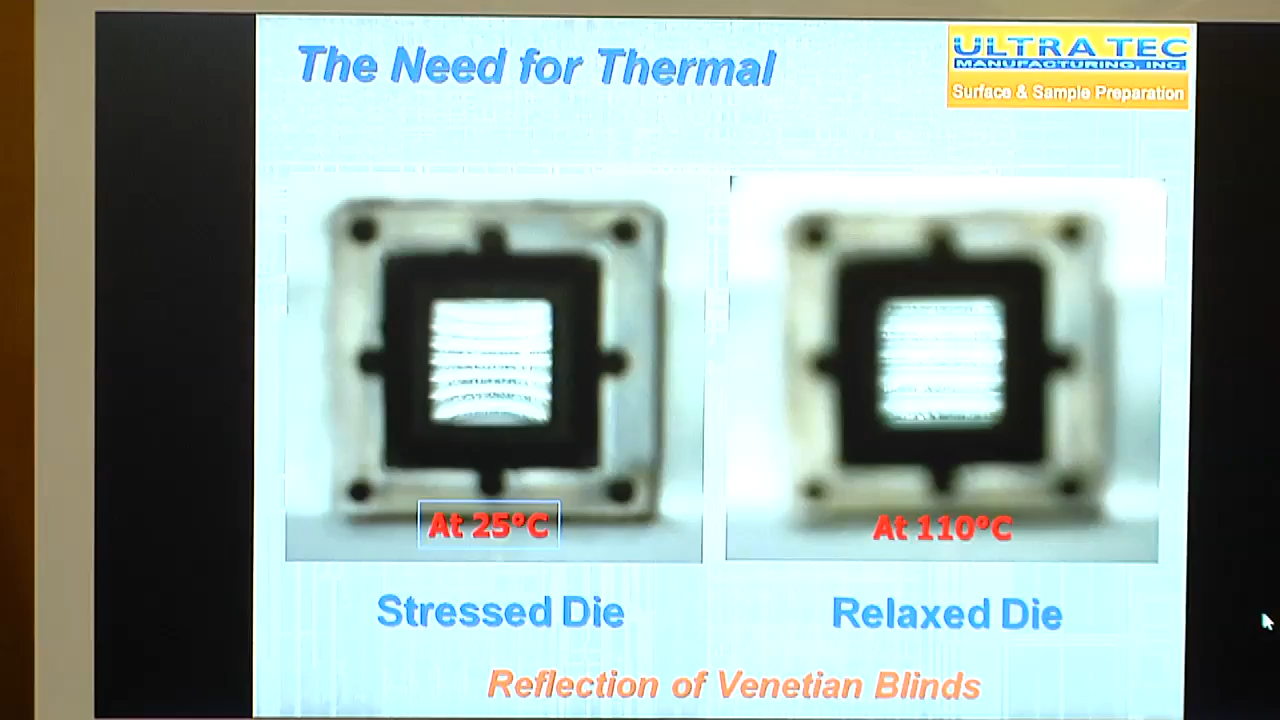 The Need for Thermal
ULTRA TEC
MANUFACTURING, INC.
Surface & Sample Preparation
At 25°C
At 110°C
Stressed Die
Relaxed Die
Reflection of Venetian Blinds